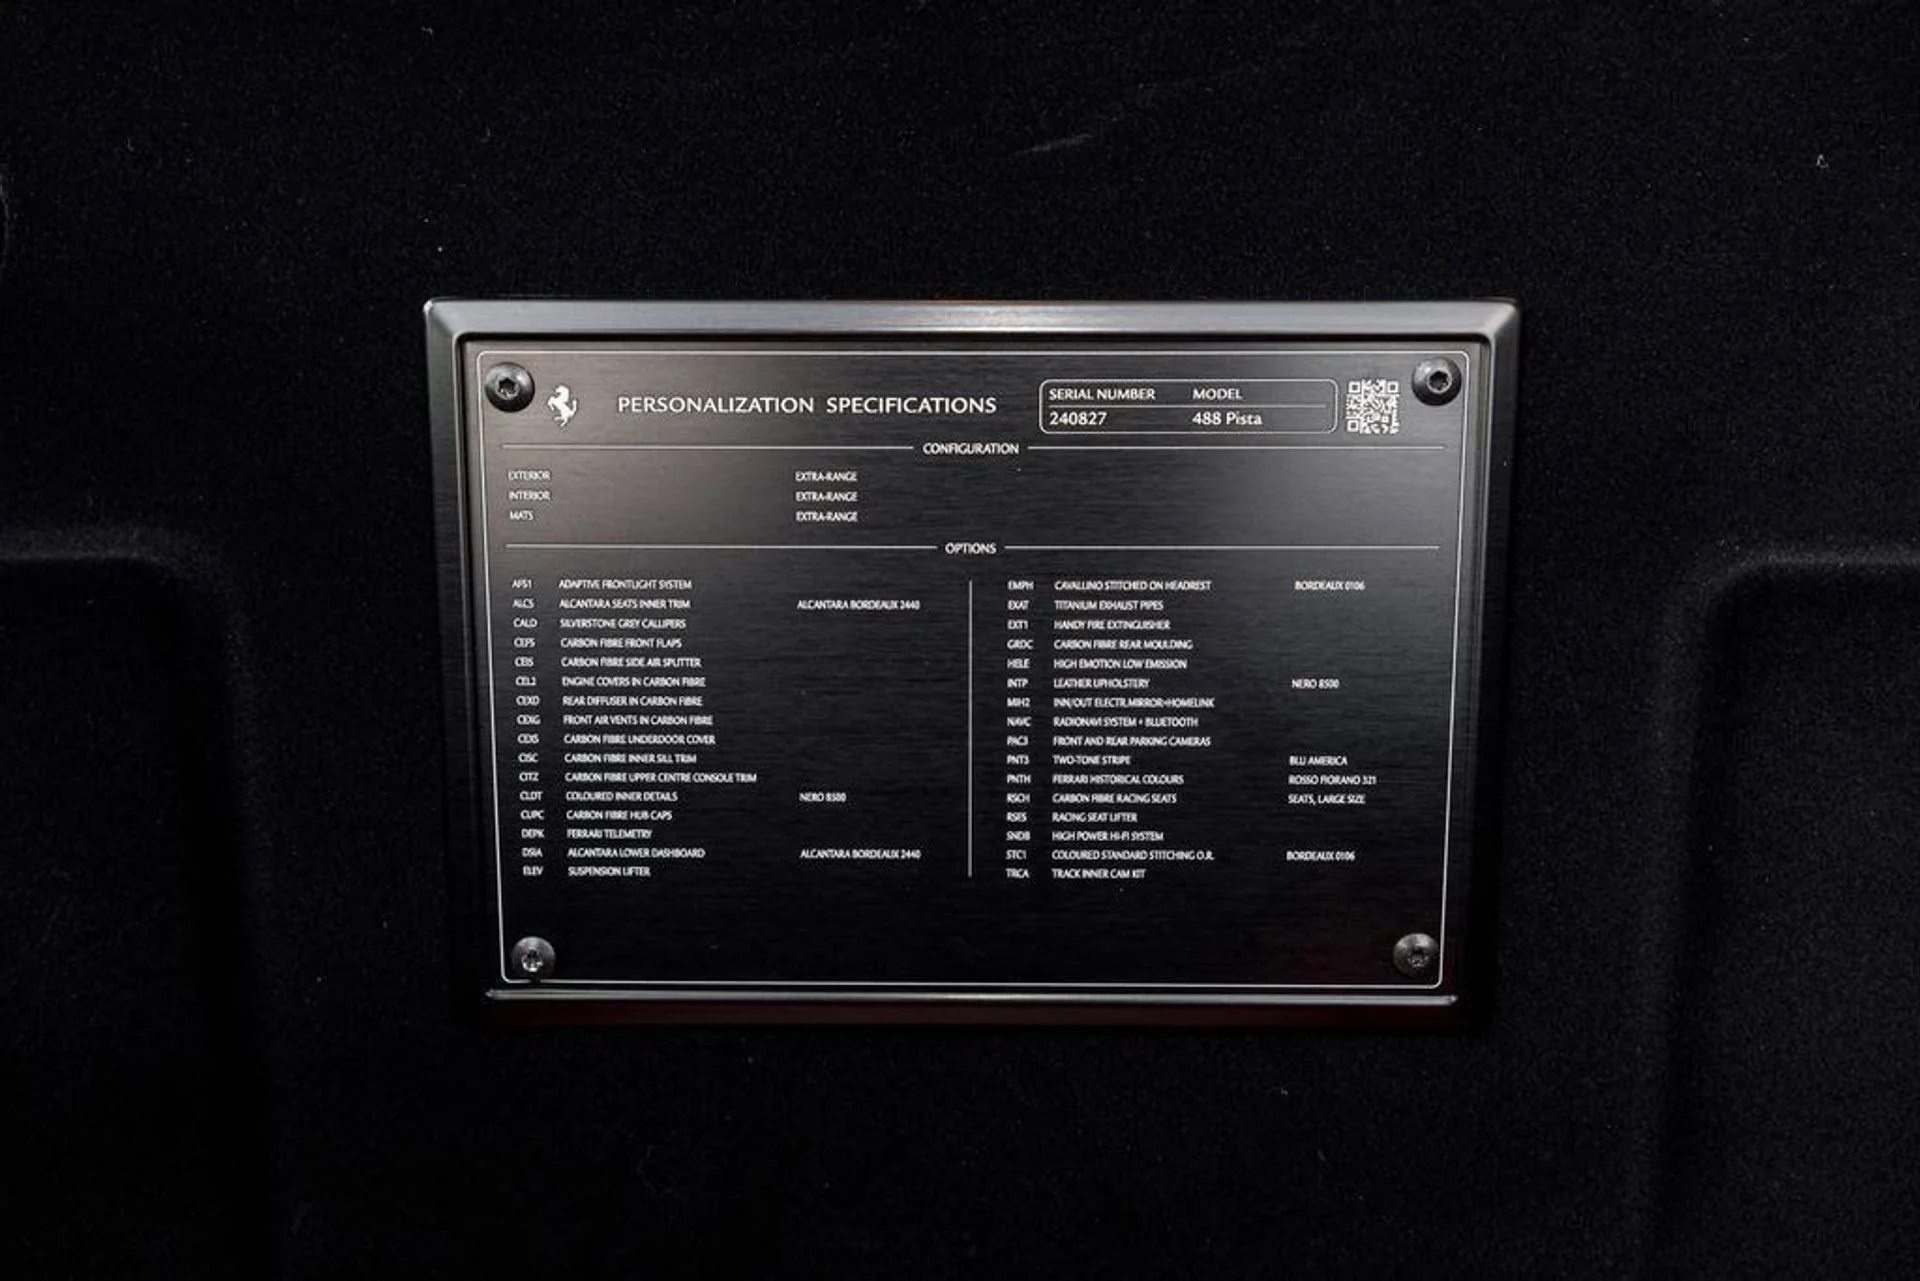 PERSONALIZATION SPECIFICATIONS
SERIAL NUMBER MODEL
240827 488 Pista
CONFIGURATION
EXTERIOR EXTRA-RANGE
INTERIOR EXTRA-RANGE
MATS EXTRA-RANGE
OPTIONS
AFS1 ADAPTIVE FRONTLIGHT SYSTEM
ALCS ALCANTARA SEATS INNER TRIM ALCANTARA BORDEAUX 2440
CALD SILVERSTONE GREY CALLIPERS
CEFS CARBON FIBRE FRONT FLAPS
CEIS CARBON FIBRE SIDE AIR SPLITTER
CEL2 ENGINE COVERS IN CARBON FIBRE
CEXD REAR DIFFUSER IN CARBON FIBRE
CEXG FRONT AIR VENTS IN CARBON FIBRE
CEXS CARBON FIBRE UNDERDOOR COVER
CISC CARBON FIBRE INNER SILL TRIM
CITZ CARBON FIBRE UPPER CENTRE CONSOLE TRIM
CLDT COLOURED INNER DETAILS NERO 8500
CUPC CARBON FIBRE HUB CAPS
DEPK FERRARI TELEMETRY
DSIA ALCANTARA LOWER DASHBOARD ALCANTARA BORDEAUX 2440
ELEV SUSPENSION LIFTER
EMPH CAVALLINO STITCHED ON HEADREST BORDEAUX 0106
EXAT TITANIUM EXHAUST PIPES
EXT1 HANDY FIRE EXTINGUISHER
GRDC CARBON FIBRE REAR MOULDING
HELE HIGH EMOTION LOW EMISSION
INTP LEATHER UPHOLSTERY NERO 8500
MIH2 INN/OUT ELECTR.MIRROR+HOMELINK
NAVC RADIONAVI SYSTEM + BLUETOOTH
PAC3 FRONT AND REAR PARKING CAMERAS
PNT3 TWO-TONE STRIPE BLU AMERICA
PNTH FERRARI HISTORICAL COLOURS ROSSO FIORANO 321
RSCH CARBON FIBRE RACING SEATS SEATS, LARGE SIZE
RSES RACING SEAT LIFTER
SNDB HIGH POWER HI-FI SYSTEM
STC1 COLOURED STANDARD STITCHING O.R. BORDEAUX 0106
TRCA TRACK INNER CAM KIT